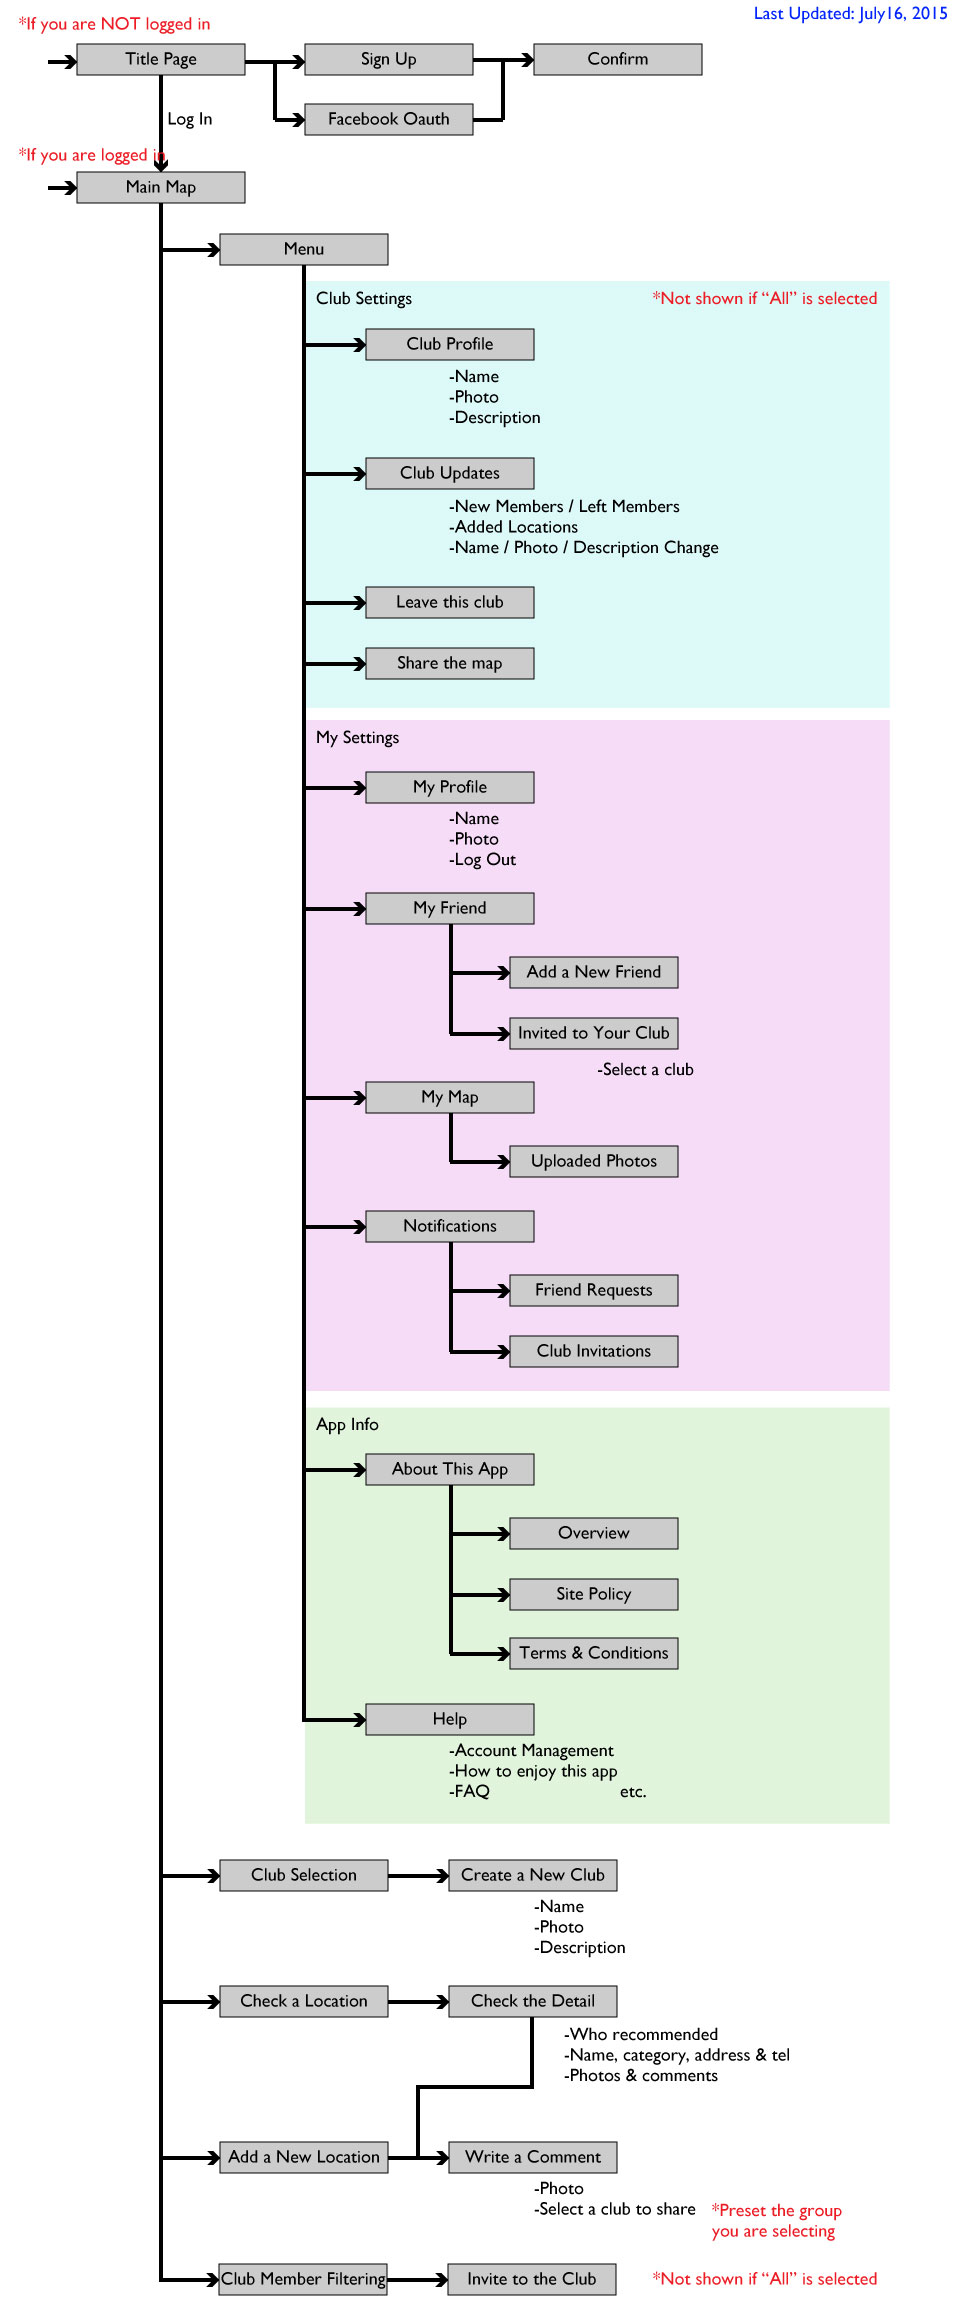 Last Updated: July16, 2015
*If you are NOT logged in
Title Page
Sign Up
Confirm
Facebook Oauth
Log In
*If you are logged in
Main Map
Menu
Club Settings
*Not shown if “All” is selected
Club Profile
-Name
-Photo
-Description
Club Updates
-New Members / Left Members
-Added Locations
-Name / Photo / Description Change
Leave this club
Share the map
My Settings
My Profile
-Name
-Photo
-Log Out
My Friend
Add a New Friend
Invited to Your Club
-Select a club
My Map
Uploaded Photos
Notifications
Friend Requests
Club Invitations
App Info
About This App
Overview
Site Policy
Terms & Conditions
Help
-Account Management
-How to enjoy this app
-FAQ etc.
Club Selection
Create a New Club
-Name
-Photo
-Description
Check a Location
Check the Detail
-Who recommended
-Name, category, address & tel
-Photos & comments
Add a New Location
Write a Comment
-Photo
-Select a club to share
*Preset the group
you are selecting
Club Member Filtering
Invite to the Club
*Not shown if “All” is selected